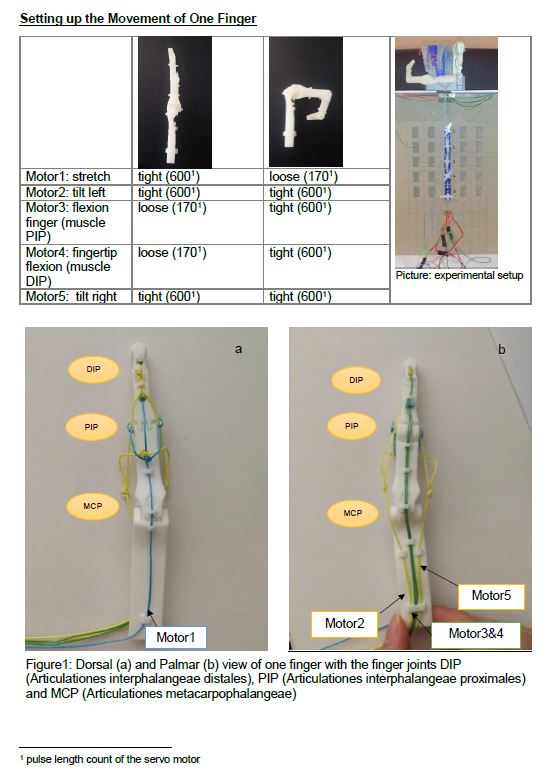 Setting up the Movement of One Finger
Motor1: stretch tight (600¹) loose (170¹)
Motor2: tilt left tight (600¹) tight (600¹)
Motor3: flexion loose (170¹) tight (600¹)
finger (muscle
PIP)
Motor4: fingertip loose (170¹) tight (600¹)
flexion (muscle
DIP)
Motor5: tilt right tight (600¹) tight (600¹)
Picture: experimental setup
a
DIP
PIP
MCP
Motor1
b
DIP
PIP
MCP
Motor5
Motor2
Motor3&4
Figure1: Dorsal (a) and Palmar (b) view of one finger with the finger joints DIP
(Articulationes interphalangeae distales), PIP (Articulationes interphalangeae proximales)
and MCP (Articulationes metacarpophalangeae)
¹ pulse length count of the servo motor